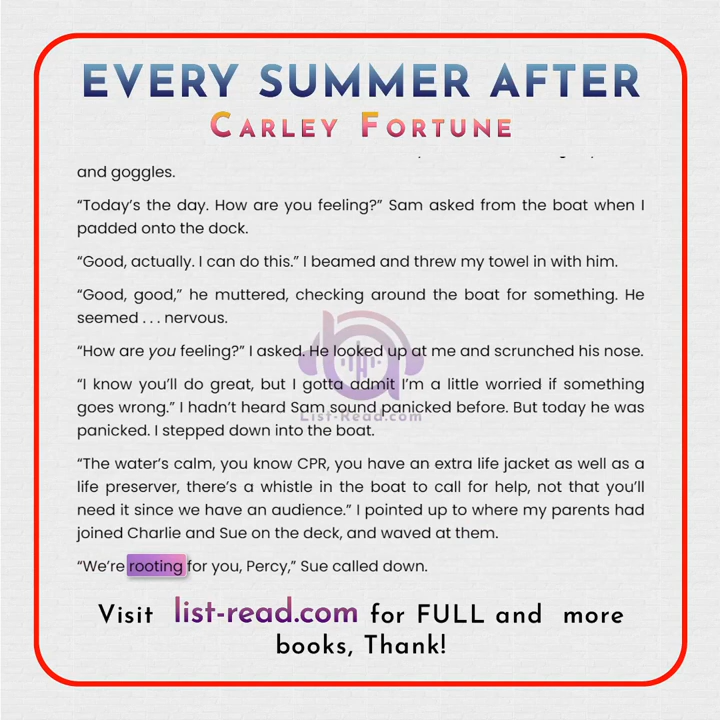 EVERY SUMMER AFTER
CARLEY FORTUNE
and goggles.
“Today’s the day. How are you feeling?” Sam asked from the boat when I
padded onto the dock.
“Good, actually. I can do this.” I beamed and threw my towel in with him.
“Good, good,” he muttered, checking around the boat for something. He
seemed . . . nervous.
“How are you feeling?” I asked. He looked up at me and scrunched his nose.
“I know you’ll do great, but I gotta admit I’m a little worried if something
goes wrong.” I hadn’t heard Sam sound panicked before. But today he was
List-Read.com
panicked. I stepped down into the boat.
“The water’s calm, you know CPR, you have an extra life jacket as well as a
life preserver, there’s a whistle in the boat to call for help, not that you’ll
need it since we have an audience.” I pointed up to where my parents had
joined Charlie and Sue on the deck, and waved at them.
“We’re rooting for you, Percy,” Sue called down.
Visit list-read.com for FULL and more
books, Thank!